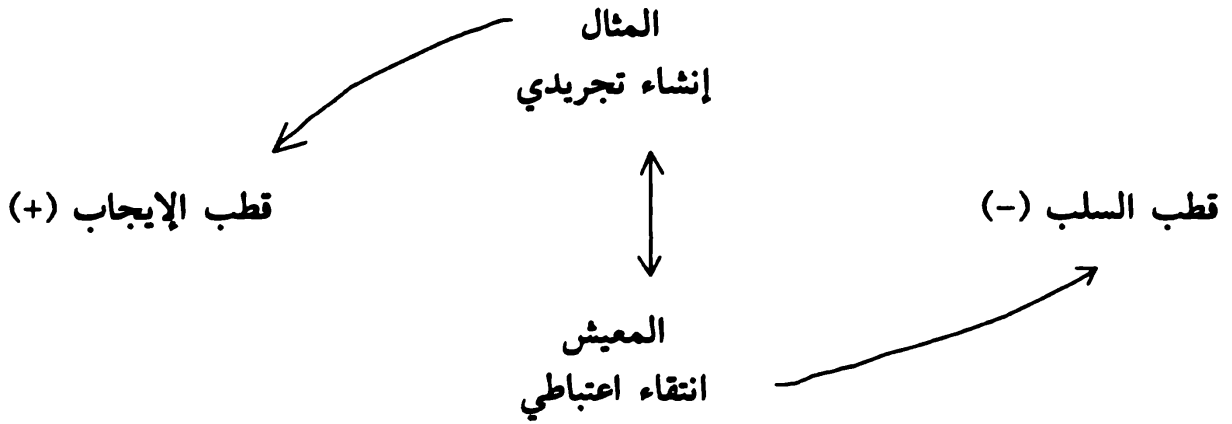 المثال
إنشاء تجريدي
قطب السلب (-)
قطب الإيجاب (+)
المعيش
انتقاء اعتباطي